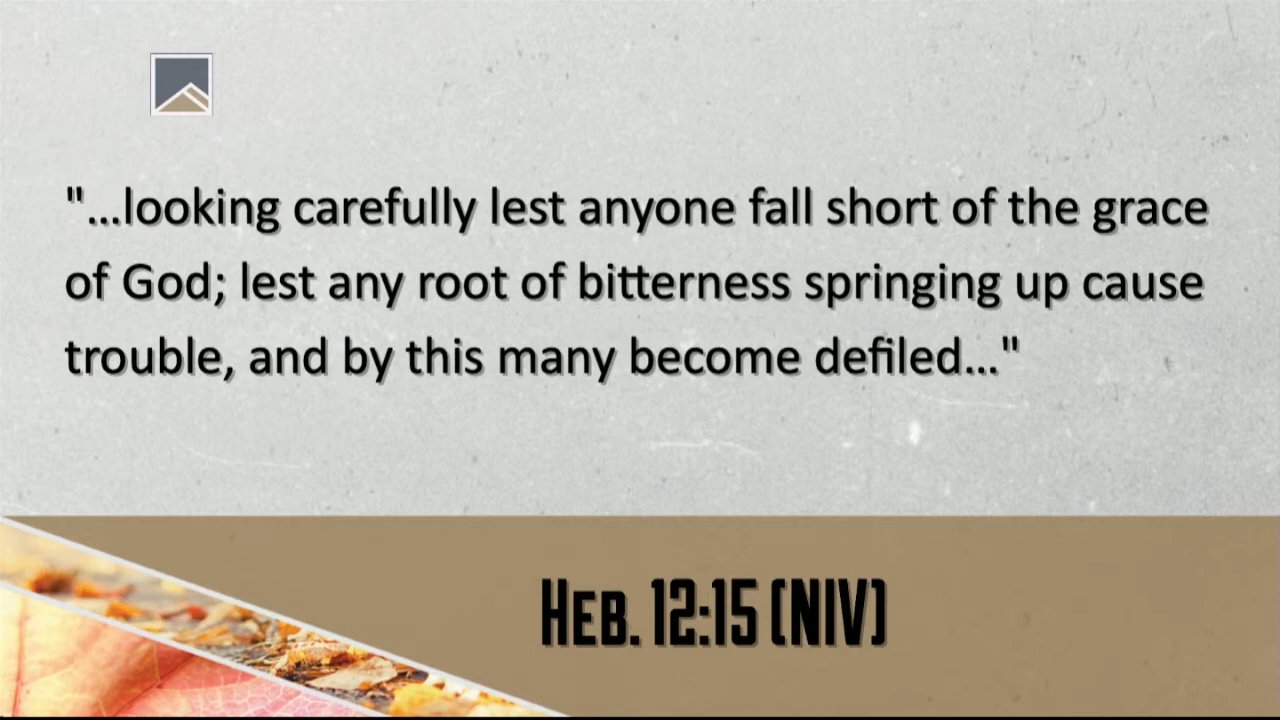 "...looking carefully lest anyone fall short of the grace
of God; lest any root of bitterness springing up cause
trouble, and by this many become defiled..."
HEB. 12:15 (NIV)